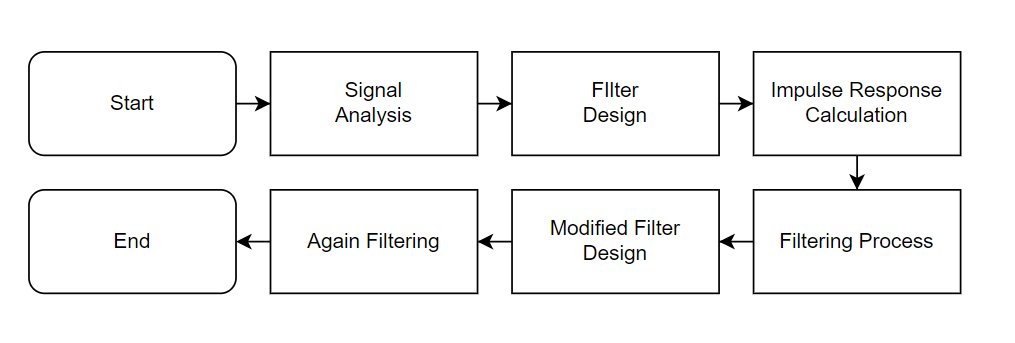 Start
Signal
Analysis
FIlter
Design
Impulse Response
Calculation
Filtering Process
Modified Filter
Design
Again Filtering
End